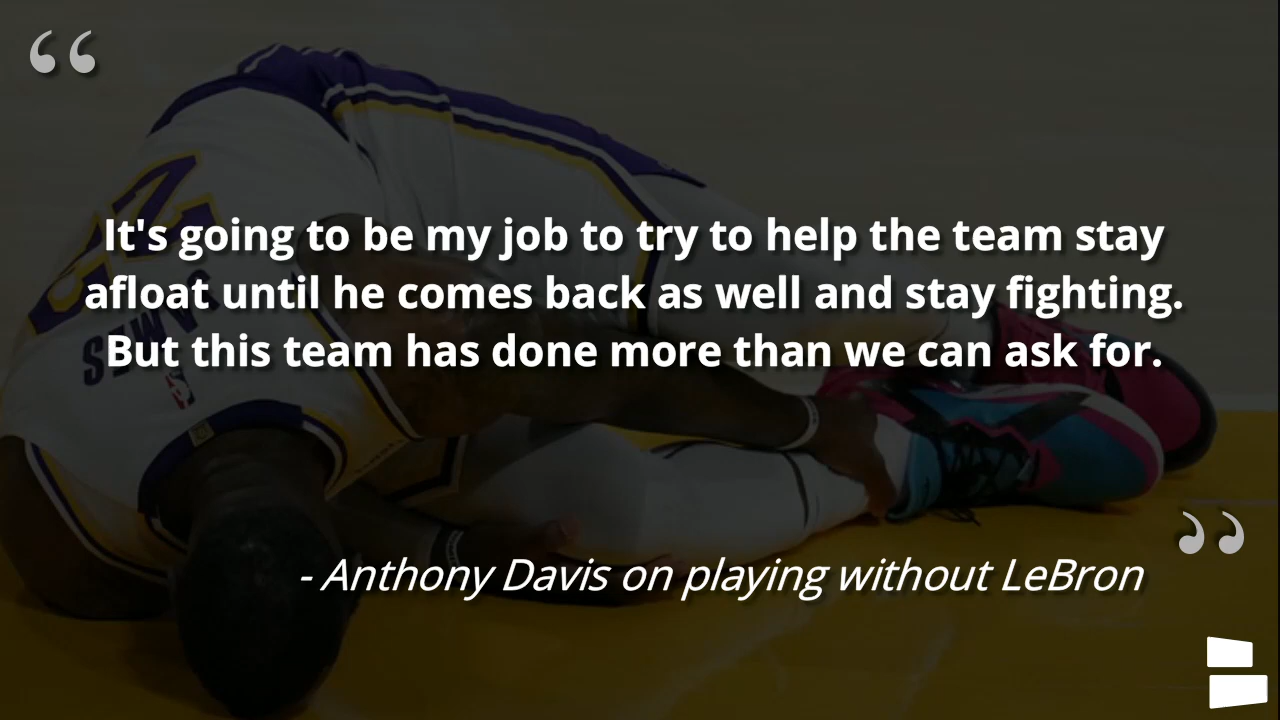 “
It's going to be my job to try to help the team stay
afloat until he comes back as well and stay fighting.
But this team has done more than we can ask for.
”
- Anthony Davis on playing without LeBron
23
JAMES